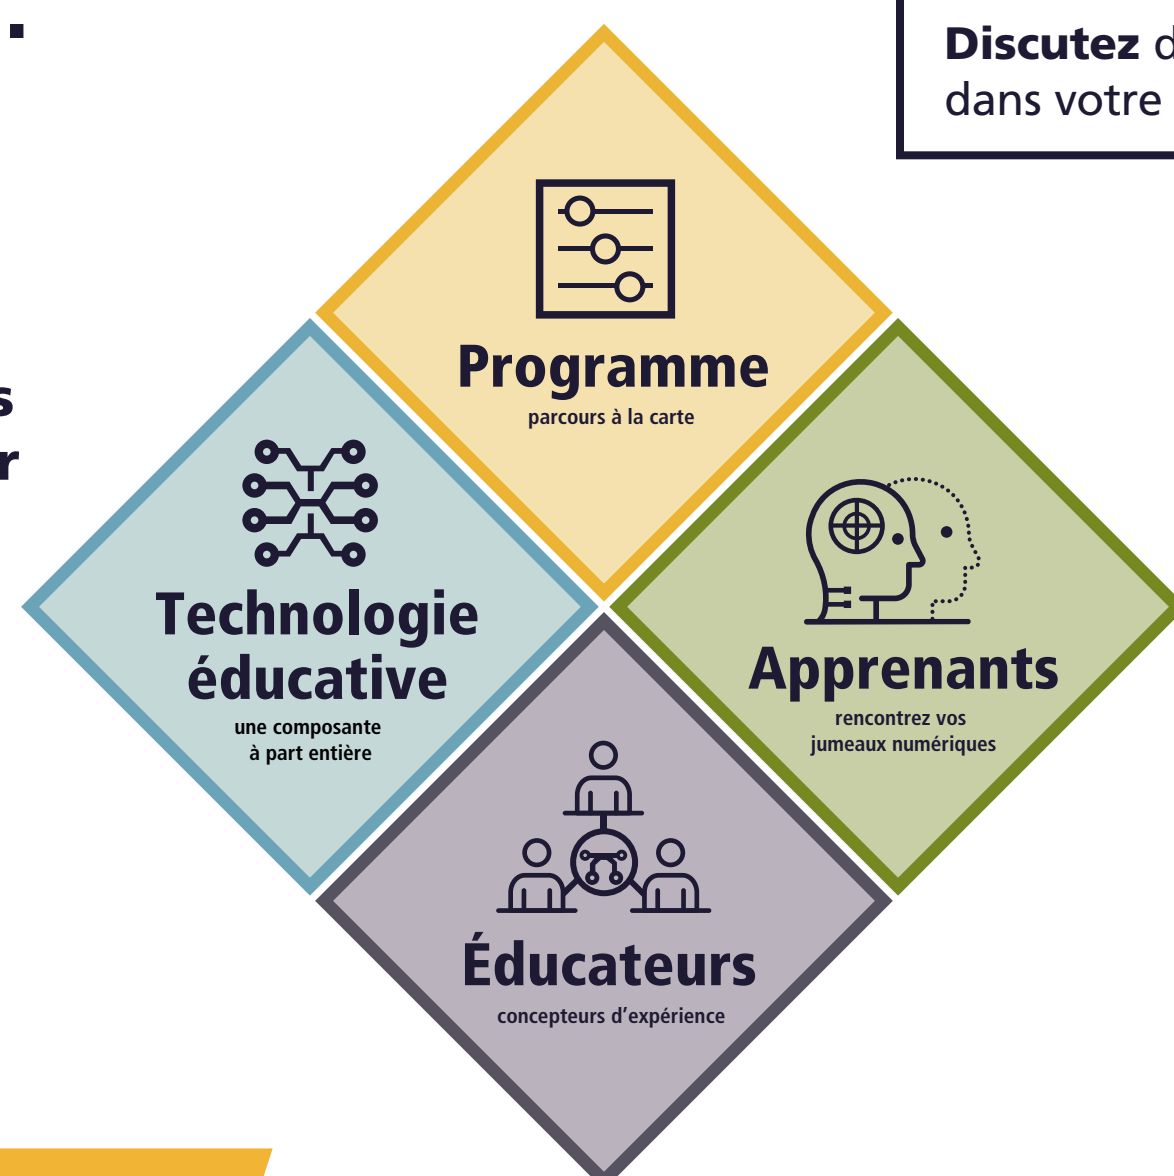 .
Discutez d
dans votre
Programme
parcours à la carte
s
r
Technologie
éducative
une composante
à part entière
Apprenants
rencontrez vos
jumeaux numériques
Éducateurs
concepteurs d’expérience